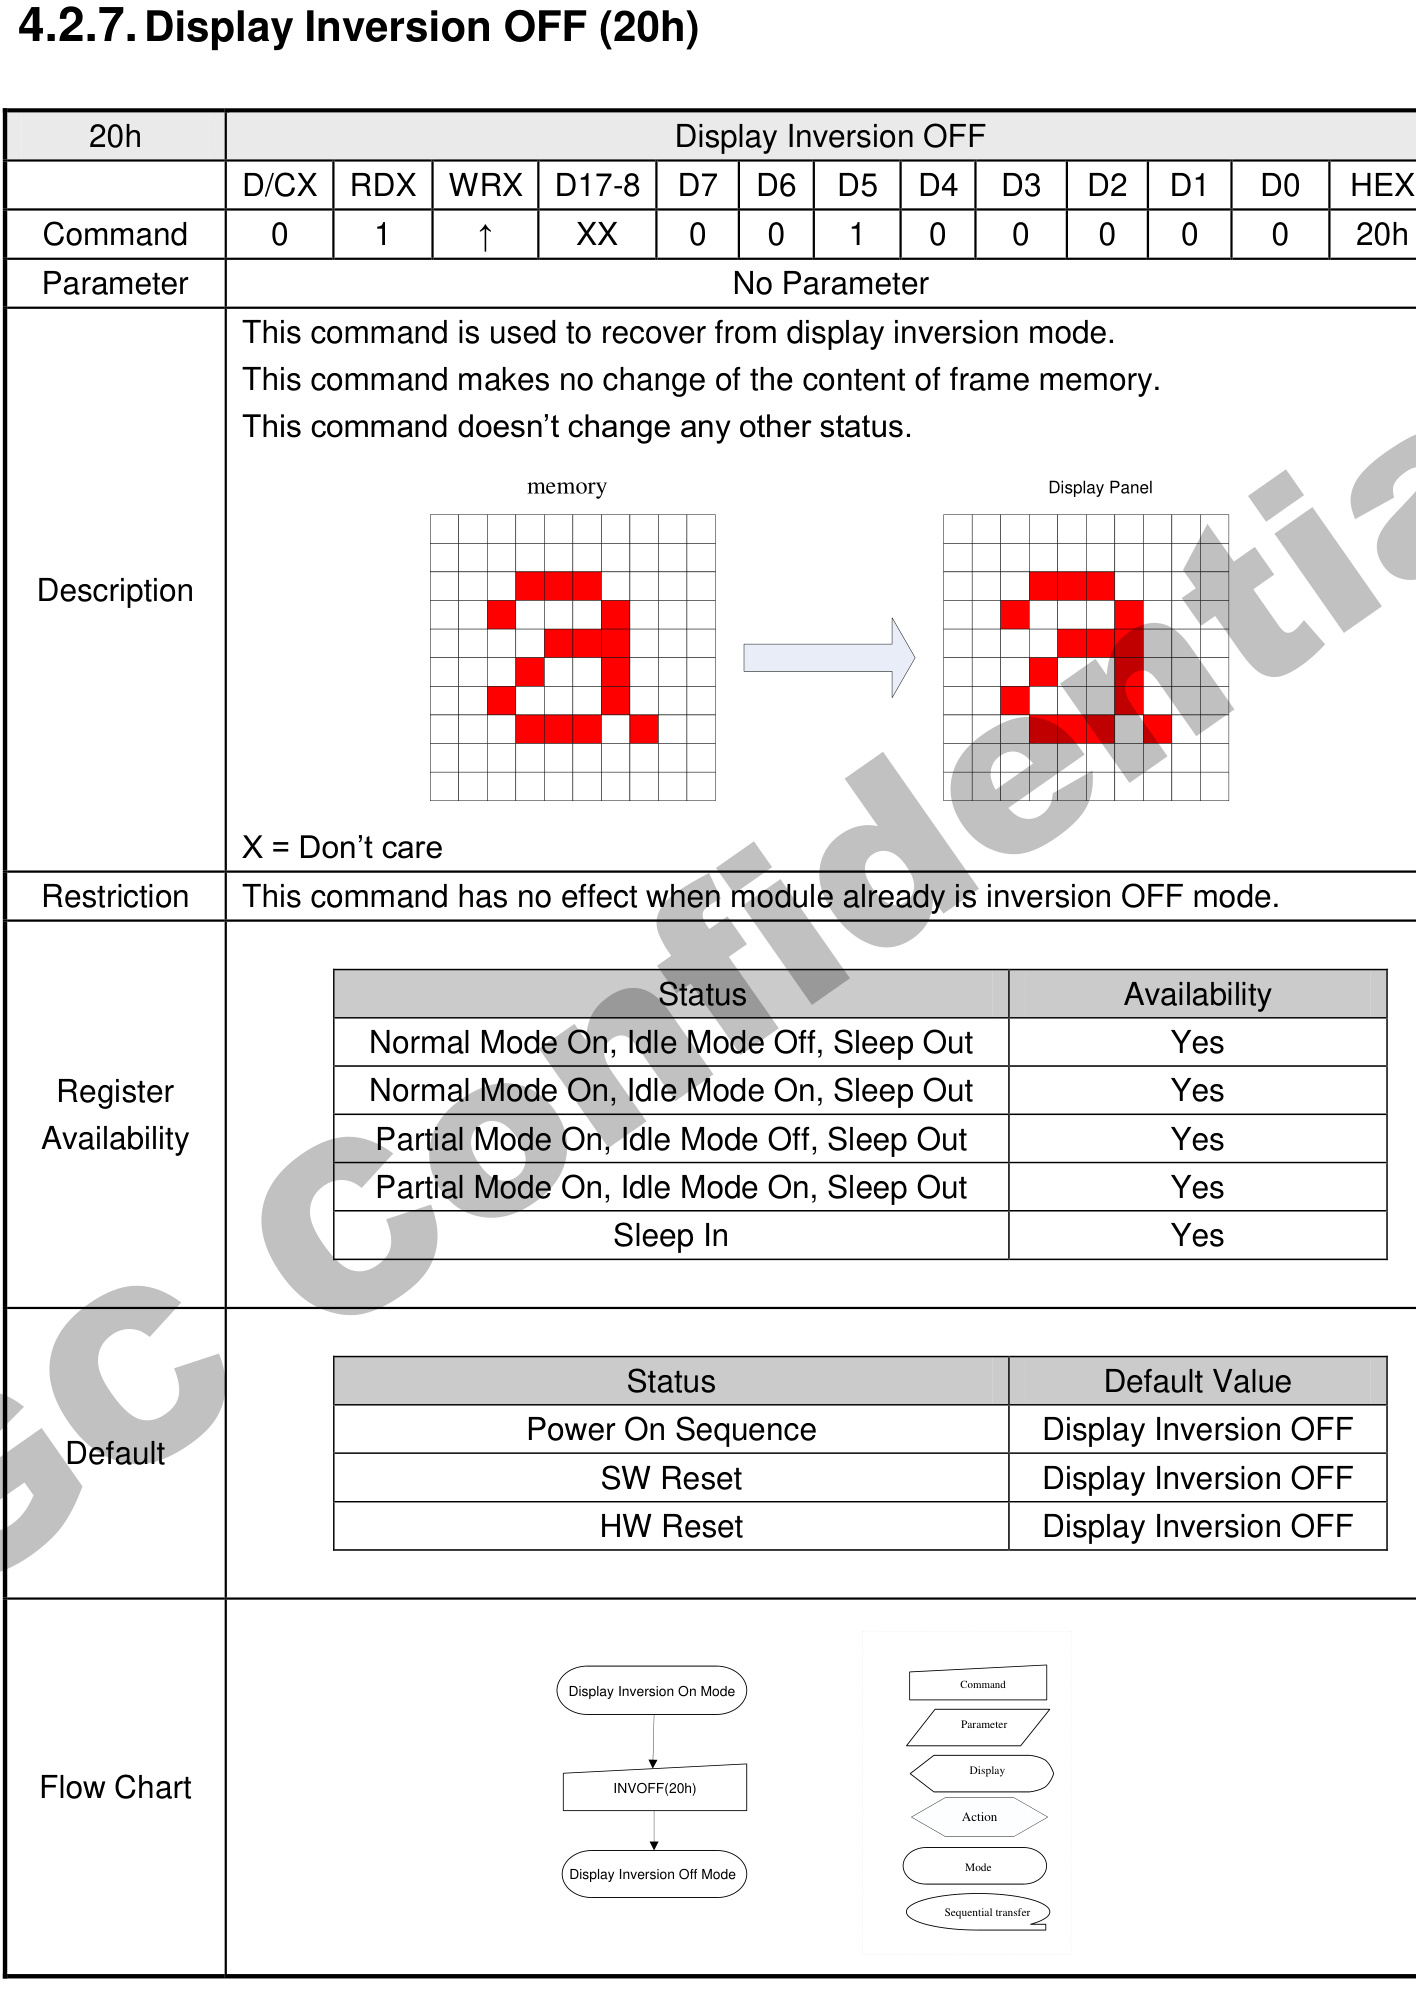 4.2.7. Display Inversion OFF (20h)
20h Display Inversion OFF
D/CX RDX WRX D17-8 D7 D6 D5 D4 D3 D2 D1 D0 HEX
Command 0 1 ↑ XX 0 0 1 0 0 0 0 0 20h
Parameter No Parameter
Description
This command is used to recover from display inversion mode.
This command makes no change of the content of frame memory.
This command doesn’t change any other status.
memory Display Panel
X = Don’t care
Restriction This command has no effect when module already is inversion OFF mode.
Register
Availability
Status Availability
Normal Mode On, Idle Mode Off, Sleep Out Yes
Normal Mode On, Idle Mode On, Sleep Out Yes
Partial Mode On, Idle Mode Off, Sleep Out Yes
Partial Mode On, Idle Mode On, Sleep Out Yes
Sleep In Yes
Default
Status Default Value
Power On Sequence Display Inversion OFF
SW Reset Display Inversion OFF
HW Reset Display Inversion OFF
Flow Chart
Display Inversion On Mode
INVOFF(20h)
Display Inversion Off Mode
Command
Parameter
Display
Action
Mode
Sequential transfer
GC Confidentia